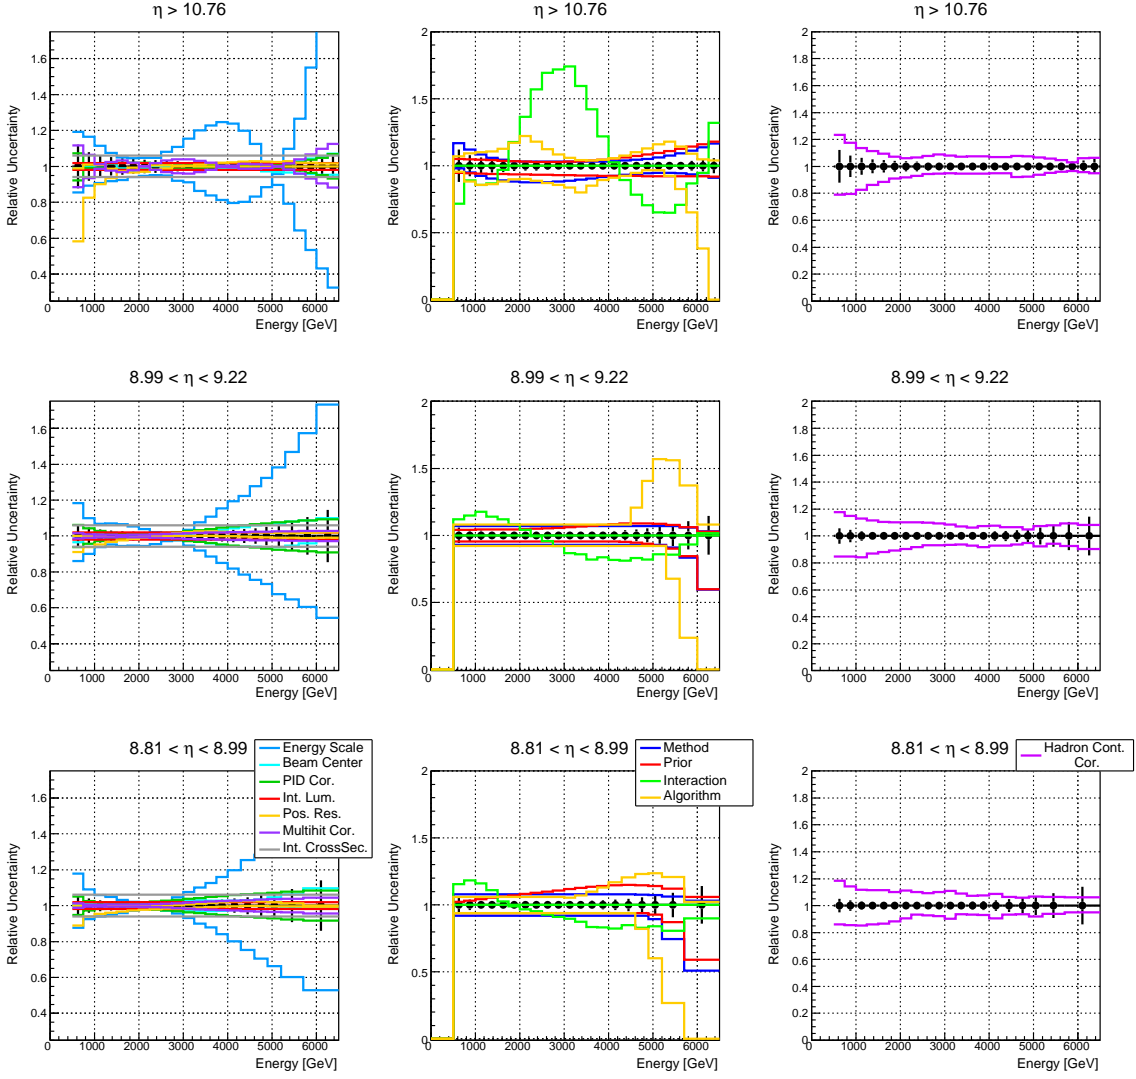 η > 10.76
η > 10.76
η > 10.76
Relative Uncertainty
1.6
1.4
1.2
1
0.8
0.6
0.4
0 1000 2000 3000 4000 5000 6000
Energy [GeV]
Relative Uncertainty
2
1.5
1
0.5
0
0 1000 2000 3000 4000 5000 6000
Energy [GeV]
Relative Uncertainty
2
1.8
1.6
1.4
1.2
1
0.8
0.6
0.4
0.2
0
0 1000 2000 3000 4000 5000 6000
Energy [GeV]
8.99 < η < 9.22
8.99 < η < 9.22
8.99 < η < 9.22
Relative Uncertainty
1.6
1.4
1.2
1
0.8
0.6
0.4
0 1000 2000 3000 4000 5000 6000
Energy [GeV]
Relative Uncertainty
2
1.5
1
0.5
0
0 1000 2000 3000 4000 5000 6000
Energy [GeV]
Relative Uncertainty
2
1.8
1.6
1.4
1.2
1
0.8
0.6
0.4
0.2
0
0 1000 2000 3000 4000 5000 6000
Energy [GeV]
8.81 < η < 8.99
8.81 < η < 8.99
8.81 < η < 8.99
Energy Scale
Beam Center
PID Cor.
Int. Lum.
Pos. Res.
Multihit Cor.
Int. CrossSec.
Relative Uncertainty
1.6
1.4
1.2
1
0.8
0.6
0.4
0 1000 2000 3000 4000 5000 6000
Energy [GeV]
Method
Prior
Interaction
Algorithm
Relative Uncertainty
2
1.5
1
0.5
0
0 1000 2000 3000 4000 5000 6000
Energy [GeV]
Hadron Cont.
Cor.
Relative Uncertainty
2
1.8
1.6
1.4
1.2
1
0.8
0.6
0.4
0.2
0
0 1000 2000 3000 4000 5000 6000
Energy [GeV]